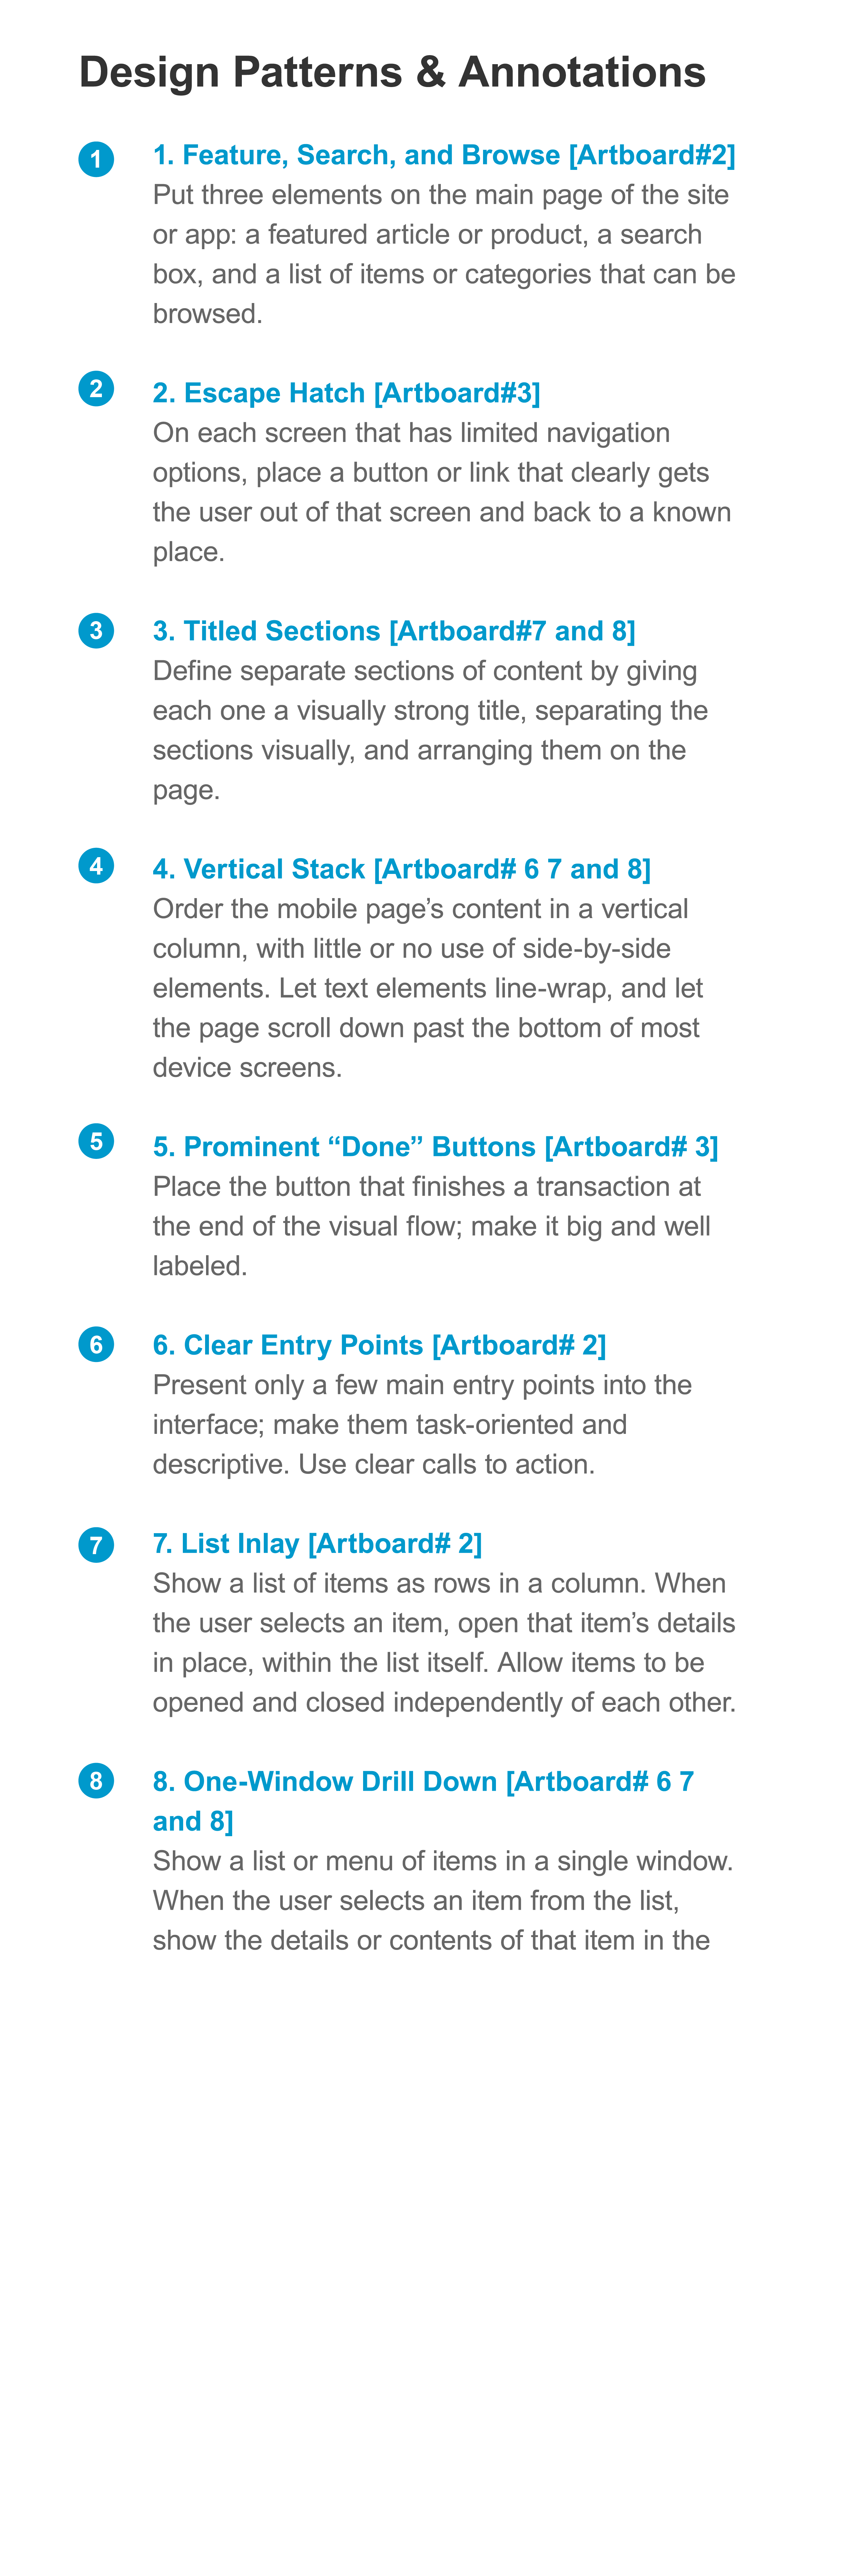 Design Patterns & Annotations
1
1. Feature, Search, and Browse [Artboard#2]
Put three elements on the main page of the site
or app: a featured article or product, a search
box, and a list of items or categories that can be
browsed.
2
2. Escape Hatch [Artboard#3]
On each screen that has limited navigation
options, place a button or link that clearly gets
the user out of that screen and back to a known
place.
3
3. Titled Sections [Artboard#7 and 8]
Define separate sections of content by giving
each one a visually strong title, separating the
sections visually, and arranging them on the
page.
4
4. Vertical Stack [Artboard# 6 7 and 8]
Order the mobile page’s content in a vertical
column, with little or no use of side-by-side
elements. Let text elements line-wrap, and let
the page scroll down past the bottom of most
device screens.
5
5. Prominent “Done” Buttons [Artboard# 3]
Place the button that finishes a transaction at
the end of the visual flow; make it big and well
labeled.
6
6. Clear Entry Points [Artboard# 2]
Present only a few main entry points into the
interface; make them task-oriented and
descriptive. Use clear calls to action.
7
7. List Inlay [Artboard# 2]
Show a list of items as rows in a column. When
the user selects an item, open that item’s details
in place, within the list itself. Allow items to be
opened and closed independently of each other.
8
8. One-Window Drill Down [Artboard# 6 7
and 8]
Show a list or menu of items in a single window.
When the user selects an item from the list,
show the details or contents of that item in the